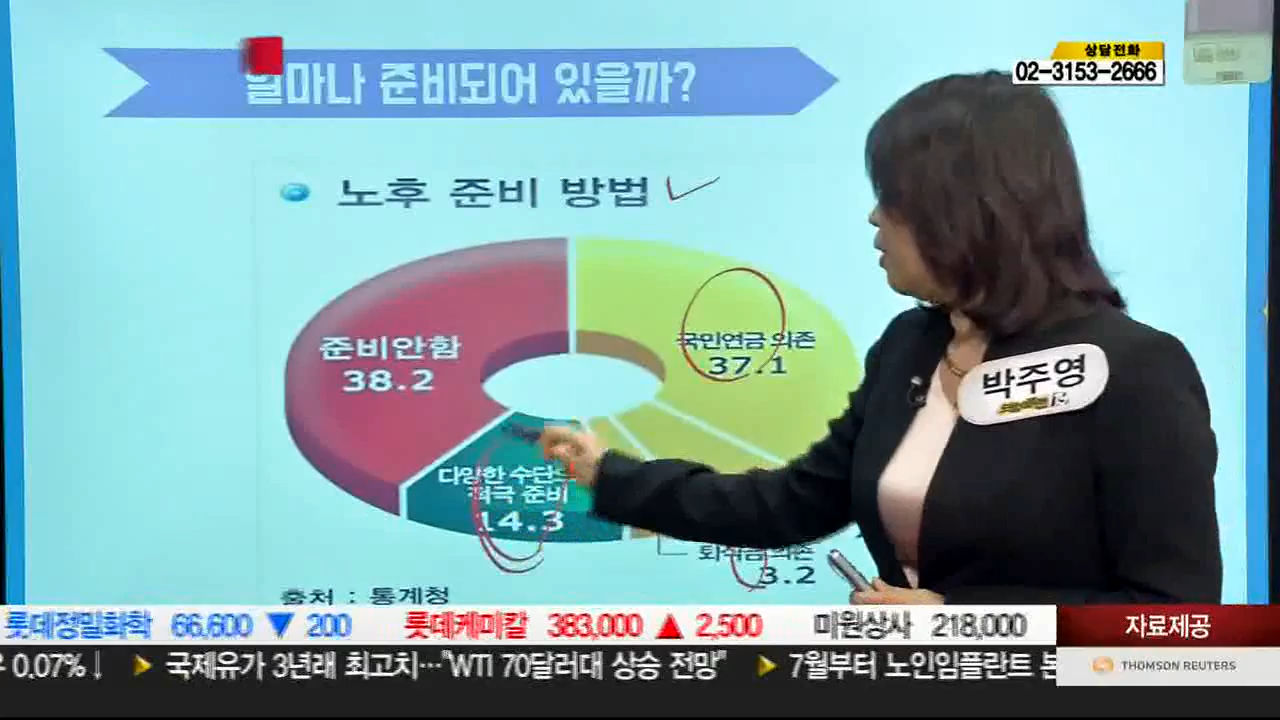 얼마나 준비되어 있을까?
상담전화
02-3153-2666
노후 준비 방법
준비안함
38.2
국민연금 의존
37.1
다양한 수단으로
적극 준비
14.3
퇴직금 의존
3.2
박주영
출처 : 통계청
롯데정밀화학 66,600 ▼ 200 롯데케미칼 383,000 ▲ 2,500 미원상사 218,000
자료제공
0.07%↓ ▶ 국제유가 3년래 최고치…"WTI 70달러대 상승 전망" ▶ 7월부터 노인임플란트 본
THOMSON REUTERS